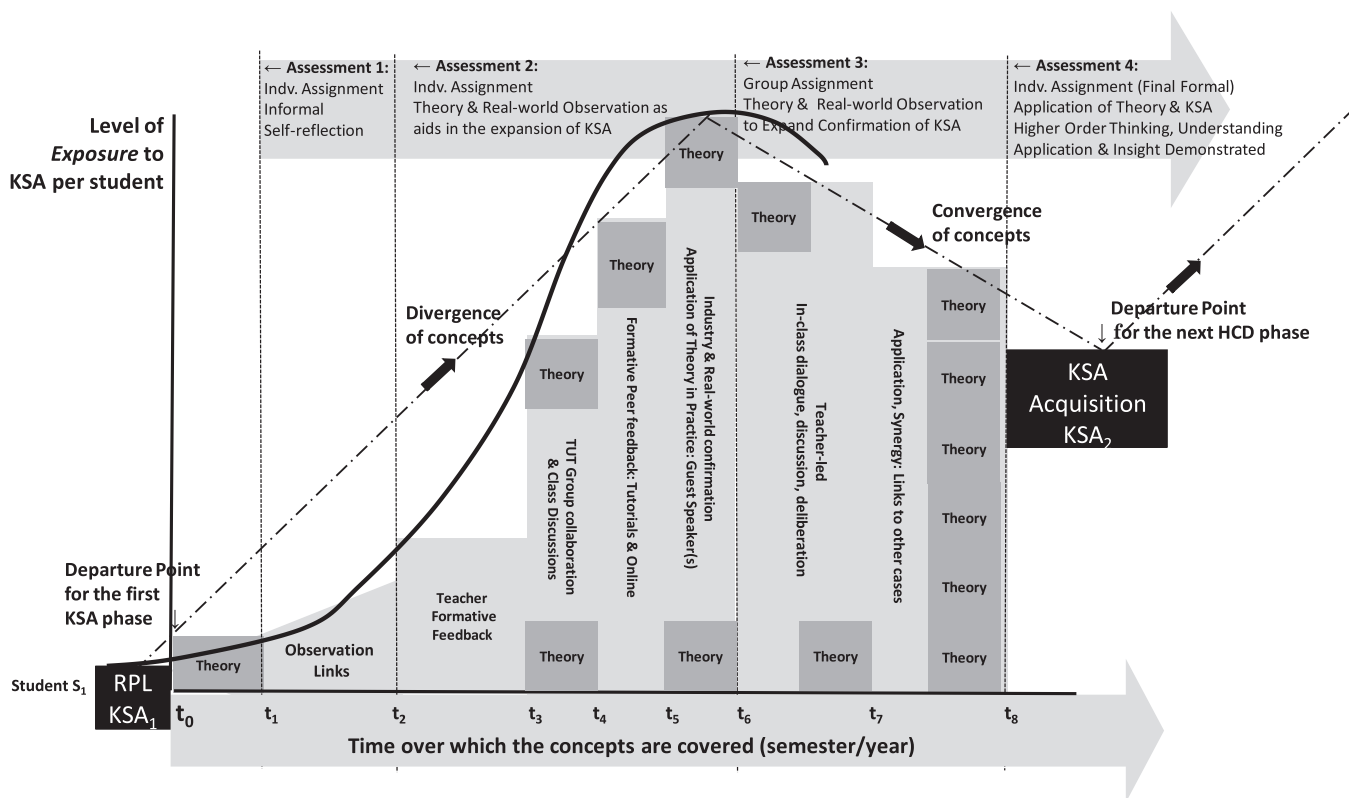 ← Assessment 1:
Indv. Assignment
Informal
Self-reflection
← Assessment 2:
Indv. Assignment
Theory & Real-world Observation as
aids in the expansion of KSA
← Assessment 3:
Group Assignment
Theory & Real-world Observation
to Expand Confirmation of KSA
← Assessment 4:
Indv. Assignment (Final Formal)
Application of Theory & KSA
Higher Order Thinking, Understanding
Application & Insight Demonstrated
Level of
Exposure to
KSA per student
Divergence
of concepts
Convergence
of concepts
Departure Point
↓ for the next HCD phase
KSA
Acquisition
KSA2
Departure Point
for the first
KSA phase ↓
Student S1
RPL
KSA1
Theory
Observation
Links
Teacher
Formative
Feedback
Theory
TUT Group collaboration
& Class Discussions
Theory
Theory
Formative Peer feedback: Tutorials & Online
Theory
Industry & Real-world confirmation
Application of Theory in Practice: Guest Speaker(s)
Theory
Theory
Teacher-led
In-class dialogue, discussion, deliberation
Theory
Application, Synergy: Links to other cases
Theory
Theory
Theory
Theory
Theory
Theory
t0
t1
t2
t3
t4
t5
t6
t7
t8
Time over which the concepts are covered (semester/year)